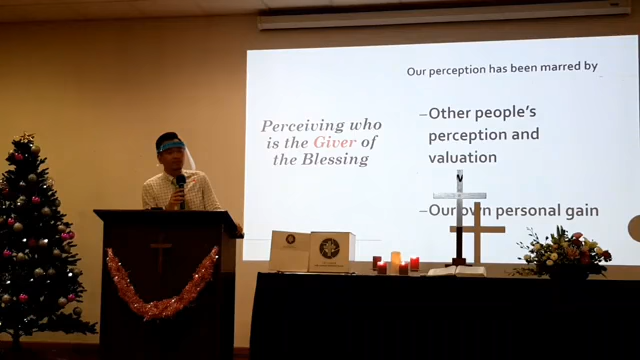 Our perception has been marred by
Perceiving who
is the Giver of
the Blessing
–Other people's
perception and
valuation
–Our own personal gain